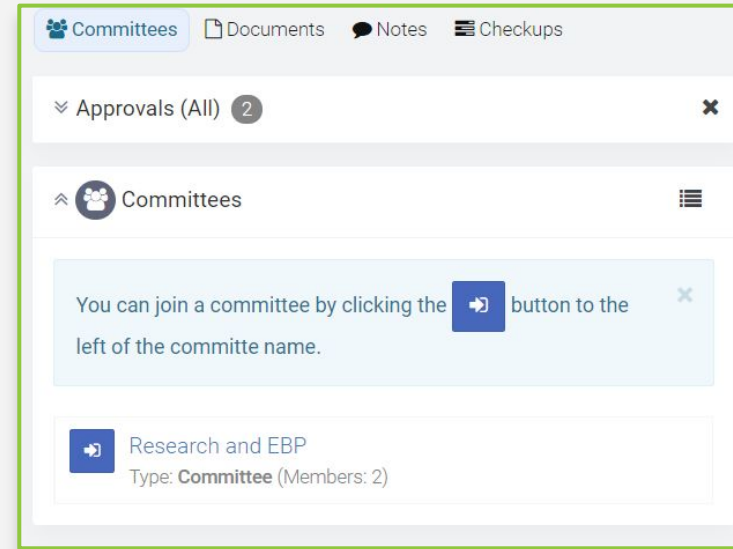 Committees Documents Notes Checkups
Approvals (All) 2
Committees
You can join a committee by clicking the button to the
left of the committe name.
Research and EBP
Type: Committee (Members: 2)